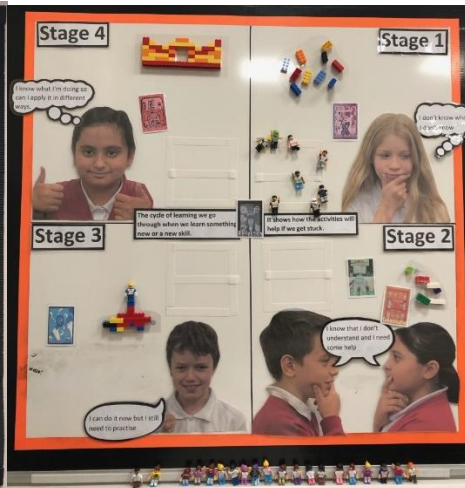 Stage 4
Stage 1
I know what I'm doing so
can I apply it in different
ways.
I don't know
I don't know
The cycle of learning we go
through when we learn something
new or a new skill.
It shows how the activities will
help if we get stuck.
Stage 3
Stage 2
I know that I don't
understand and I need
some help
I can do it now but I still
need to practise